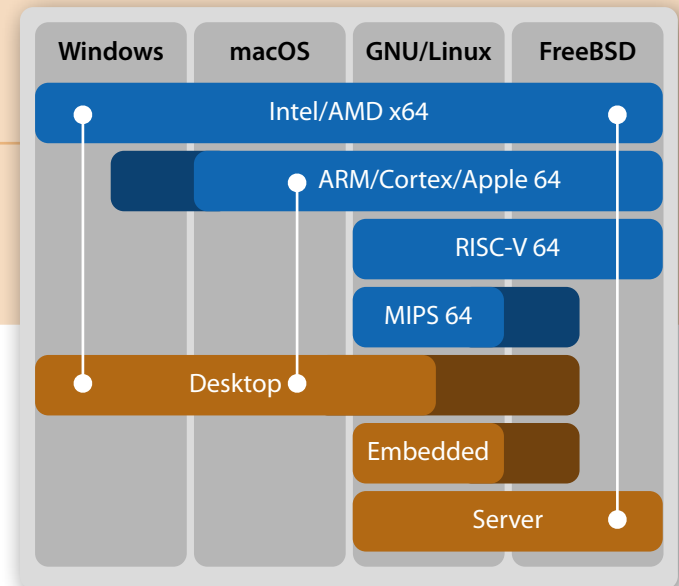 Windows macOS GNU/Linux FreeBSD
Intel/AMD x64
ARM/Cortex/Apple 64
RISC-V 64
MIPS 64
Desktop
Embedded
Server